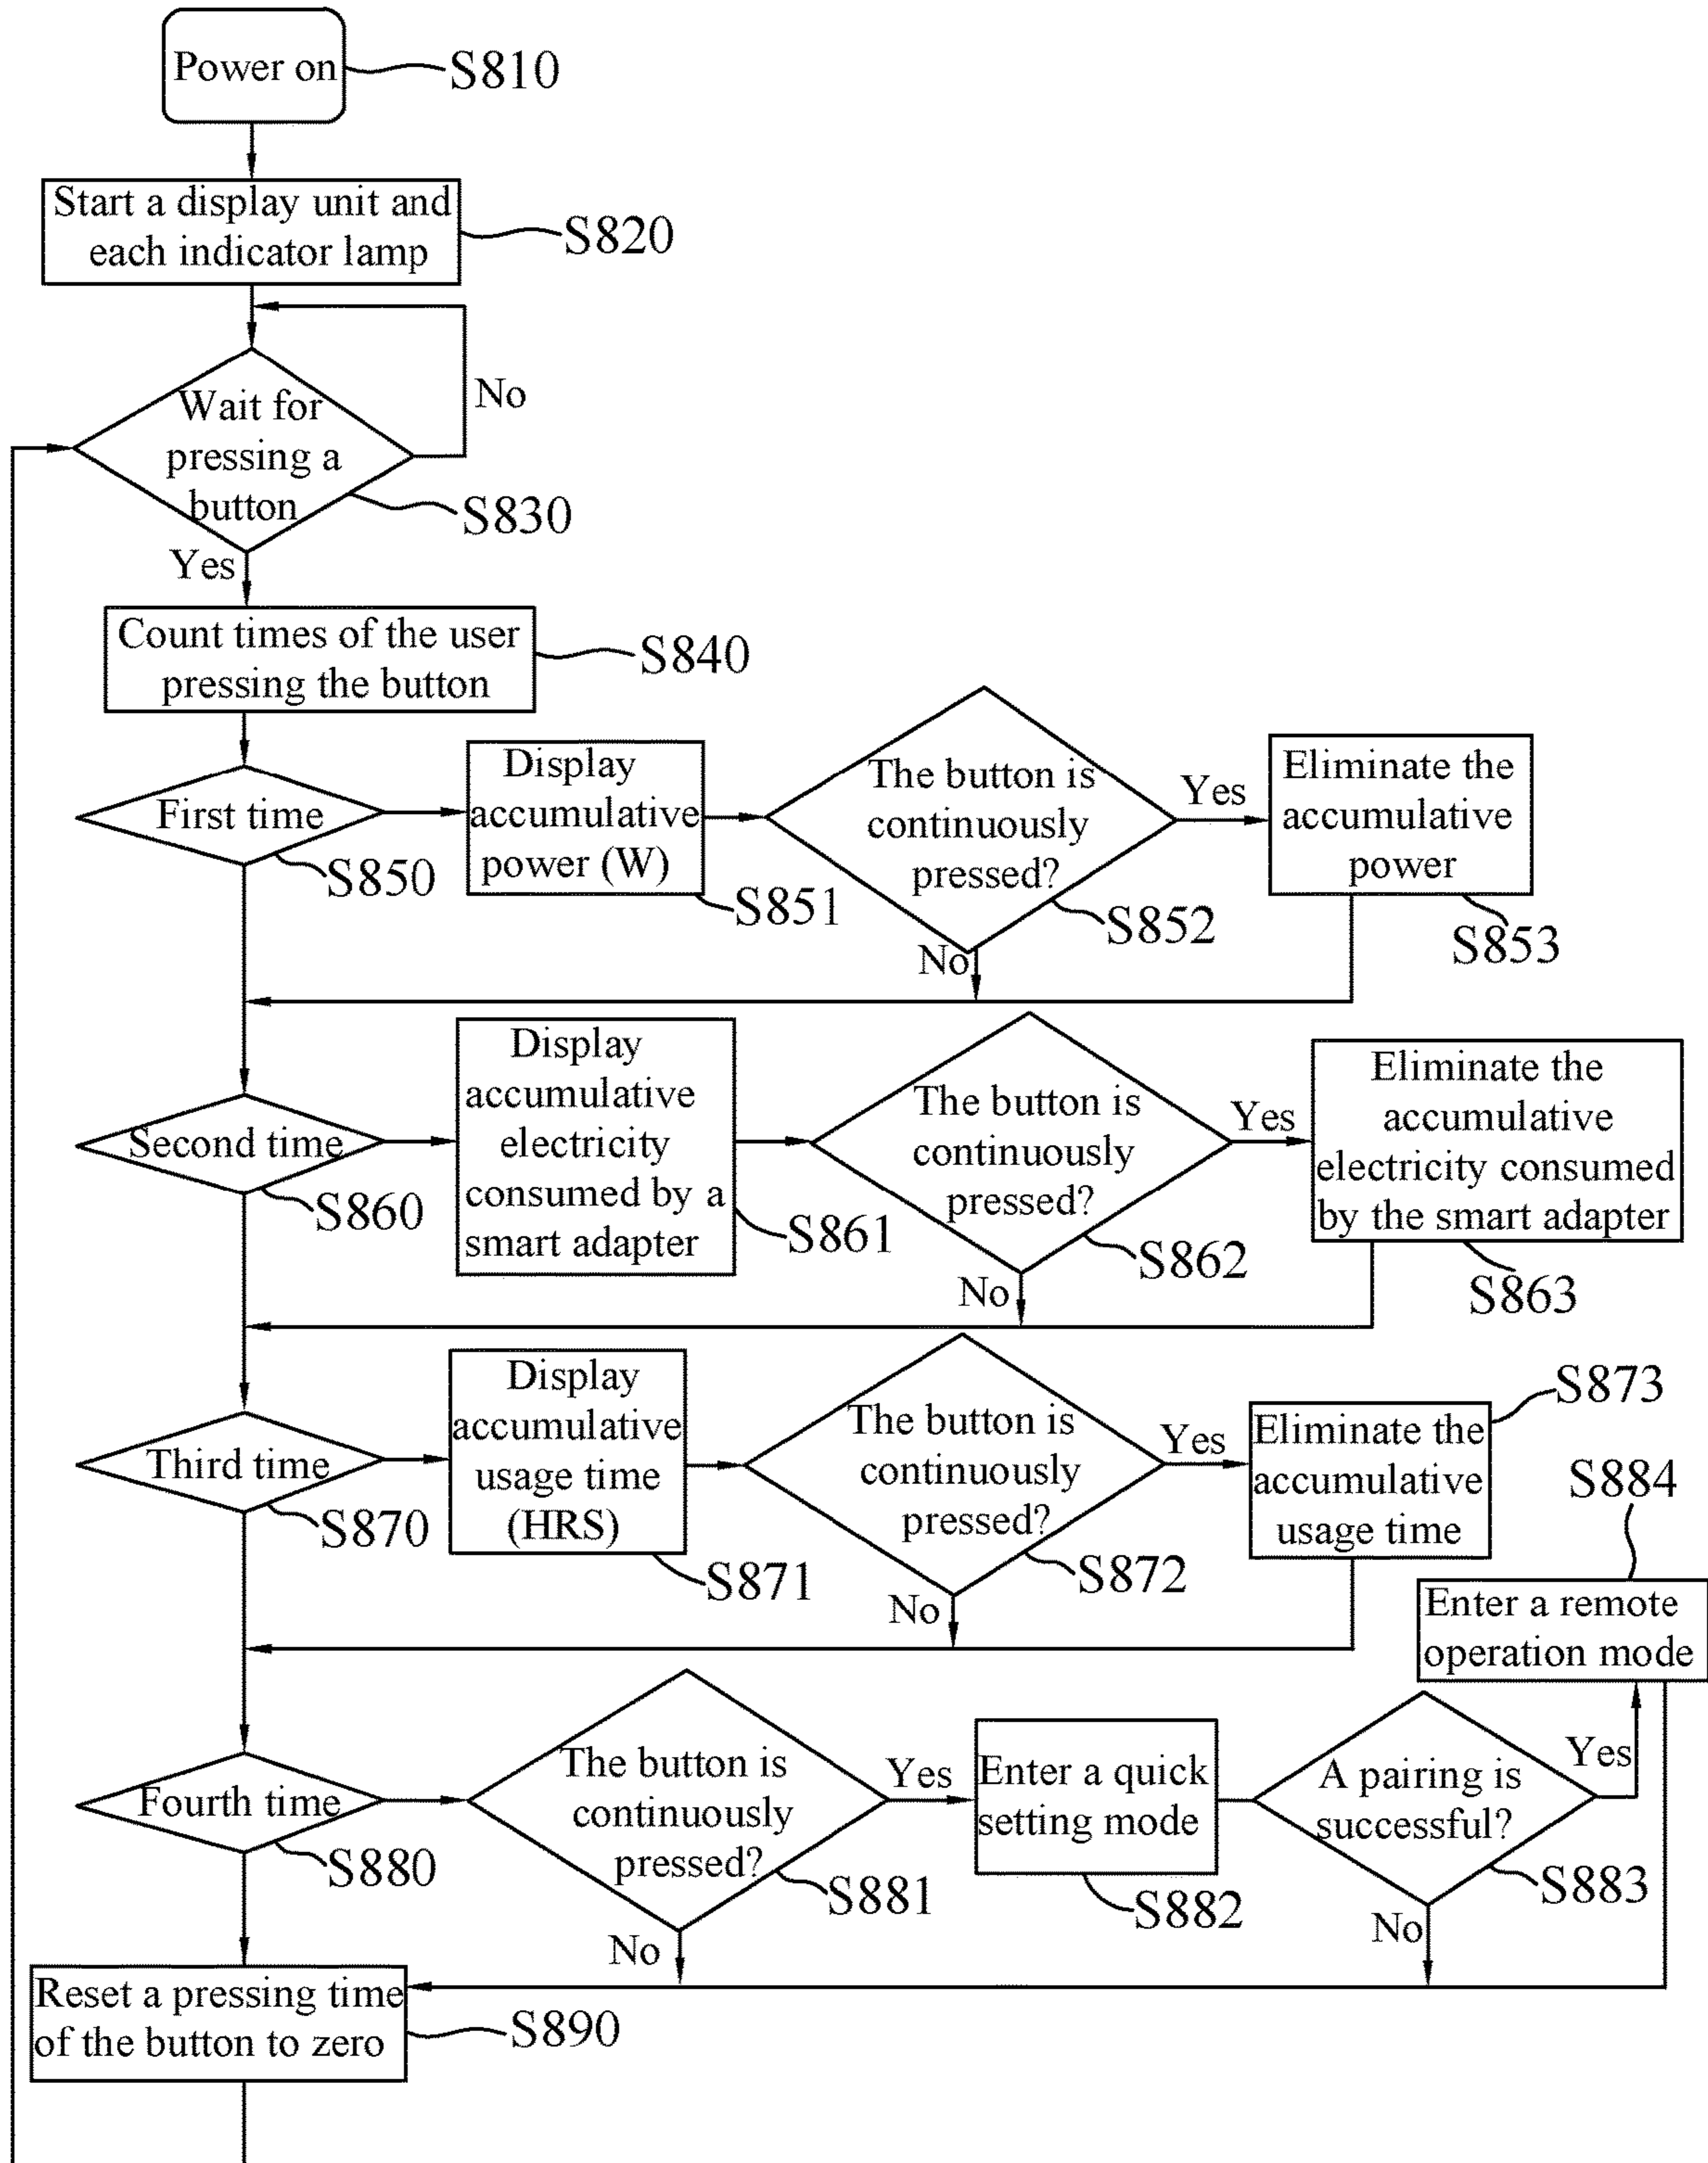 Power on
S810
Start a display unit and
each indicator lamp
S820
No
Wait for
pressing a
button
S830
Yes
Count times of the user
pressing the button
S840
First time
S850
Display
accumulative
power (W)
S851
The button is
continuously
pressed?
S852
Yes
No
Eliminate the
accumulative
power
S853
Second time
S860
Display
accumulative
electricity
consumed by a
smart adapter
S861
The button is
continuously
pressed?
S862
Yes
No
Eliminate the
accumulative
electricity consumed
by the smart adapter
S863
Third time
S870
Display
accumulative
usage time
(HRS)
S871
The button is
continuously
pressed?
S872
Yes
No
Eliminate the
accumulative
usage time
S873
S884
Enter a remote
operation mode
Fourth time
S880
The button is
continuously
pressed?
S881
Yes
No
Enter a quick
setting mode
S882
A pairing is
successful?
S883
Yes
No
Reset a pressing time
of the button to zero
S890